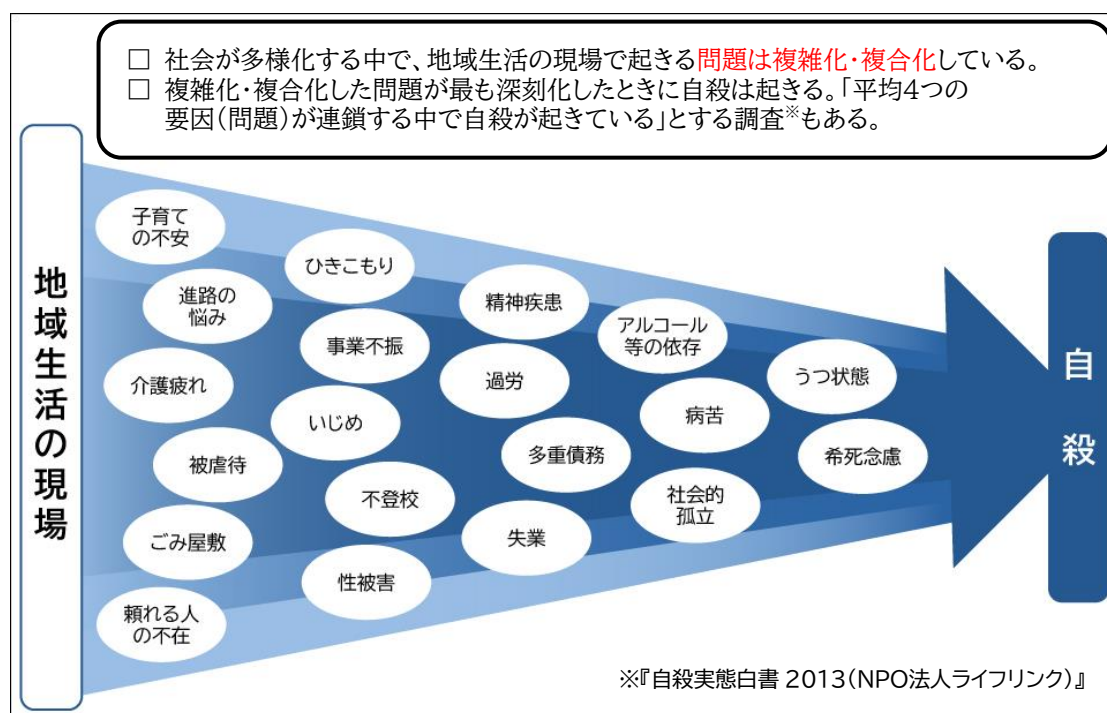 □ 社会が多様化する中で、地域生活の現場で起きる問題は複雑化・複合化している。
□ 複雑化・複合化した問題が最も深刻化したときに自殺は起きる。「平均4つの
要因(問題)が連鎖する中で自殺が起きている」とする調査※もある。
地域生活の現場
子育て
の不安
進路の
悩み
介護疲れ
被虐待
ごみ屋敷
頼れる人
の不在
ひきこもり
事業不振
いじめ
不登校
性被害
精神疾患
過労
多重債務
失業
アルコール
等の依存
病苦
社会的
孤立
うつ状態
希死念慮
自殺
※『自殺実態白書 2013(NPO法人ライフリンク)』